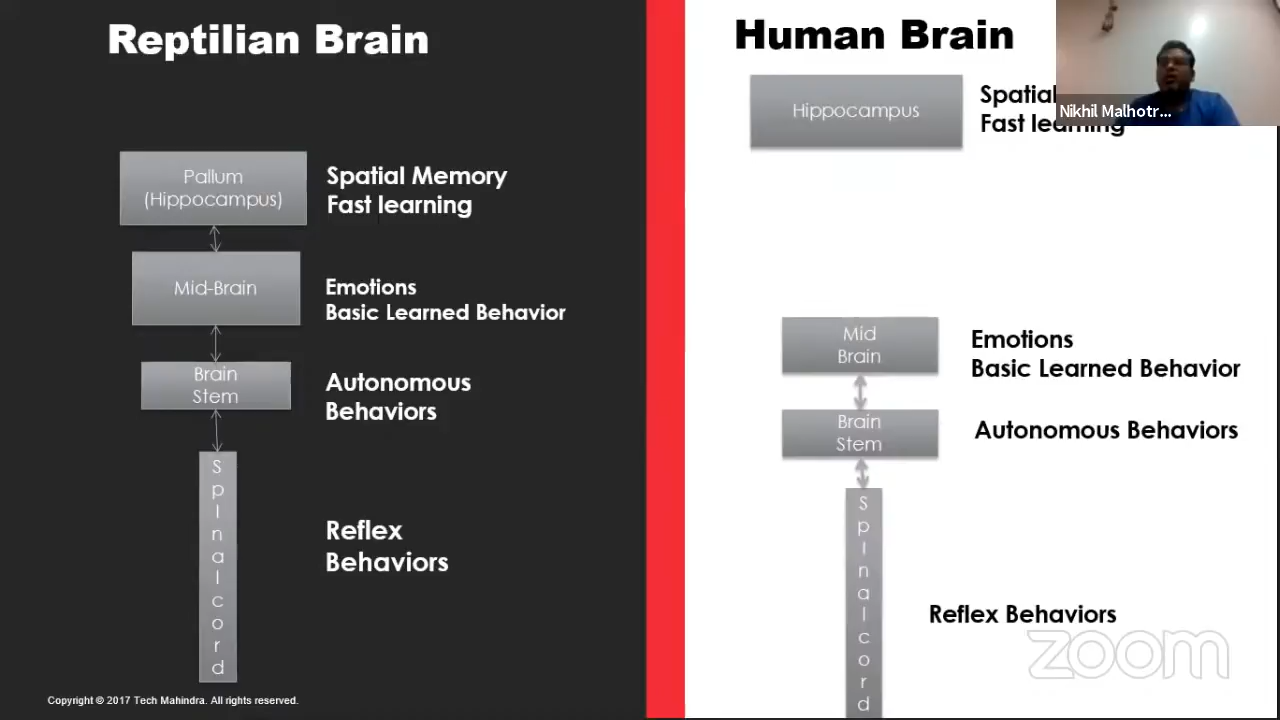 Reptilian Brain
Pallum
(Hippocampus)
Spatial Memory
Fast learning
Mid-Brain
Emotions
Basic Learned Behavior
Brain
Stem
Autonomous
Behaviors
SpInalcord
Reflex
Behaviors
Copyright © 2017 Tech Mahindra. All rights reserved.
Human Brain
Hippocampus
Spatial
Fast learning
Nikhil Malhotr...
Mid
Brain
Emotions
Basic Learned Behavior
Brain
Stem
Autonomous Behaviors
SpInalcord
Reflex Behaviors
zoom